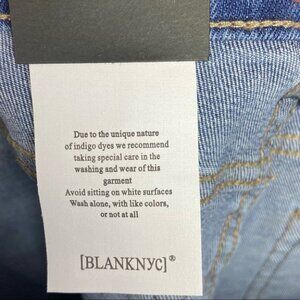 Due to the unique nature
of indigo dyes we recommend
taking special care in the
washing and wear of this
garment
Avoid sitting on white surfaces
Wash alone, with like colors,
or not at all
[BLANKNYC]®